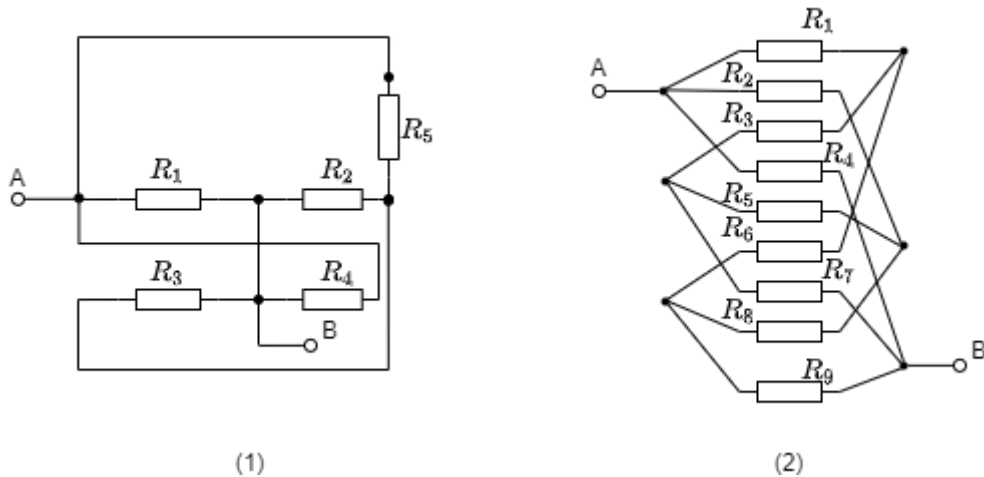 A
R₁
R₂
R₅
R₃
R₄
B
(1)
A
R₁
R₂
R₃
R₄
R₅
R₆
R₇
R₈
R₉
B
(2)